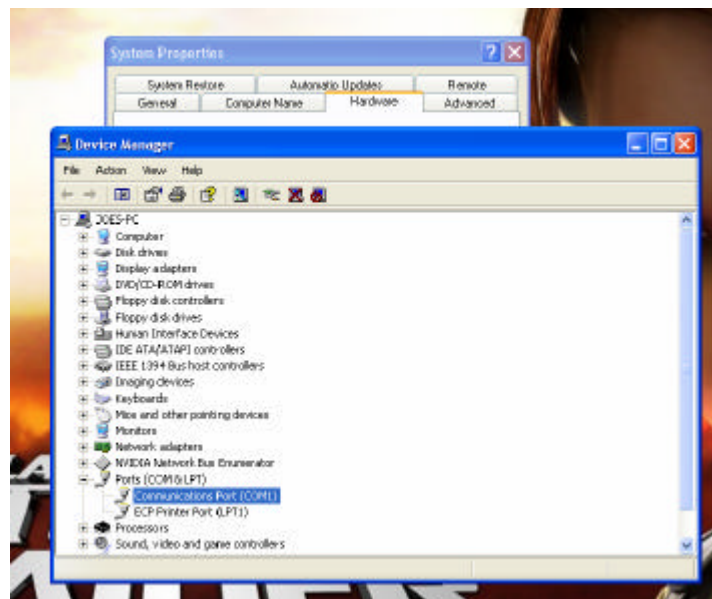 System Properties
System Restore Automatic Updates Remote
General Computer Name Hardware Advanced
Device Manager
File Action View Help
JOES-PC
Computer
Disk drives
Display adapters
DVD/CD-ROM drives
Floppy disk controllers
Floppy disk drives
Human Interface Devices
IDE ATA/ATAPI controllers
IEEE 1394 Bus host controllers
Imaging devices
Keyboards
Mice and other pointing devices
Monitors
Network adapters
NVIDIA Network Bus Enumerator
Ports (COM & LPT)
Communications Port (COM1)
ECP Printer Port (LPT1)
Processors
Sound, video and game controllers